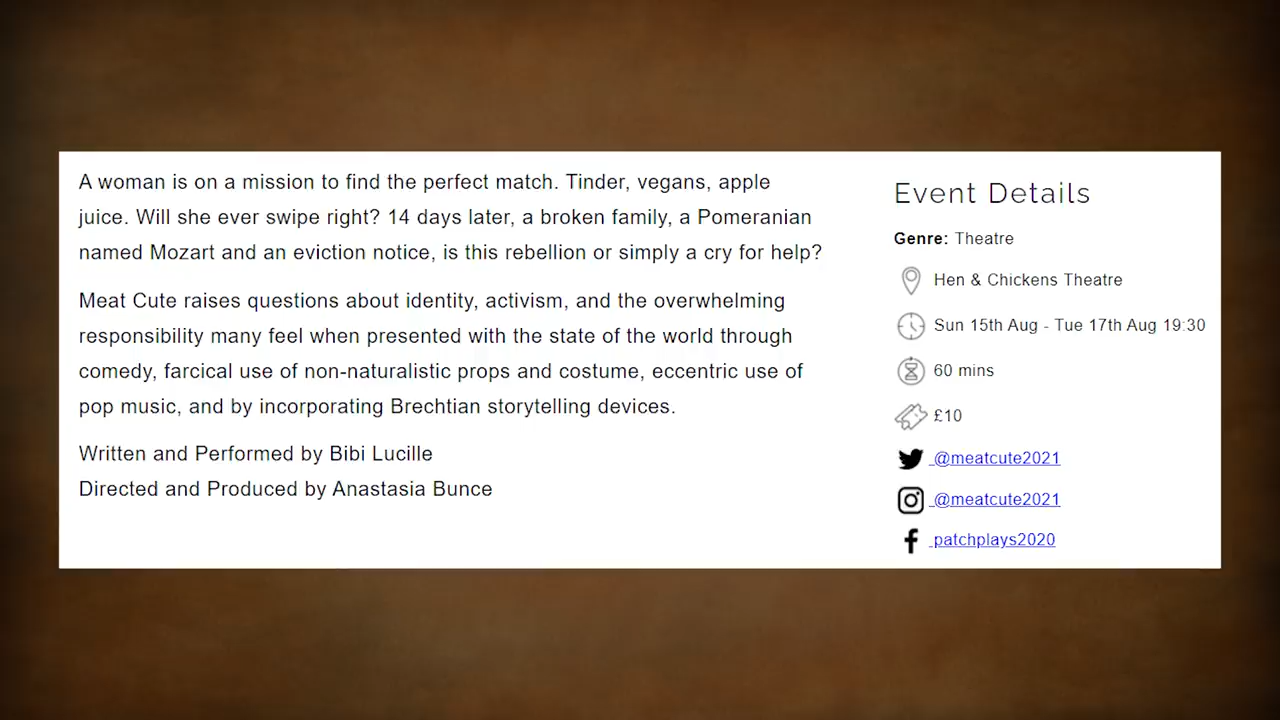 A woman is on a mission to find the perfect match. Tinder, vegans, apple
juice. Will she ever swipe right? 14 days later, a broken family, a Pomeranian
named Mozart and an eviction notice, is this rebellion or simply a cry for help?
Meat Cute raises questions about identity, activism, and the overwhelming
responsibility many feel when presented with the state of the world through
comedy, farcical use of non-naturalistic props and costume, eccentric use of
pop music, and by incorporating Brechtian storytelling devices.
Written and Performed by Bibi Lucille
Directed and Produced by Anastasia Bunce
Event Details
Genre: Theatre
Hen & Chickens Theatre
Sun 15th Aug - Tue 17th Aug 19:30
60 mins
£10
@meatcute2021
@meatcute2021
patchplays2020